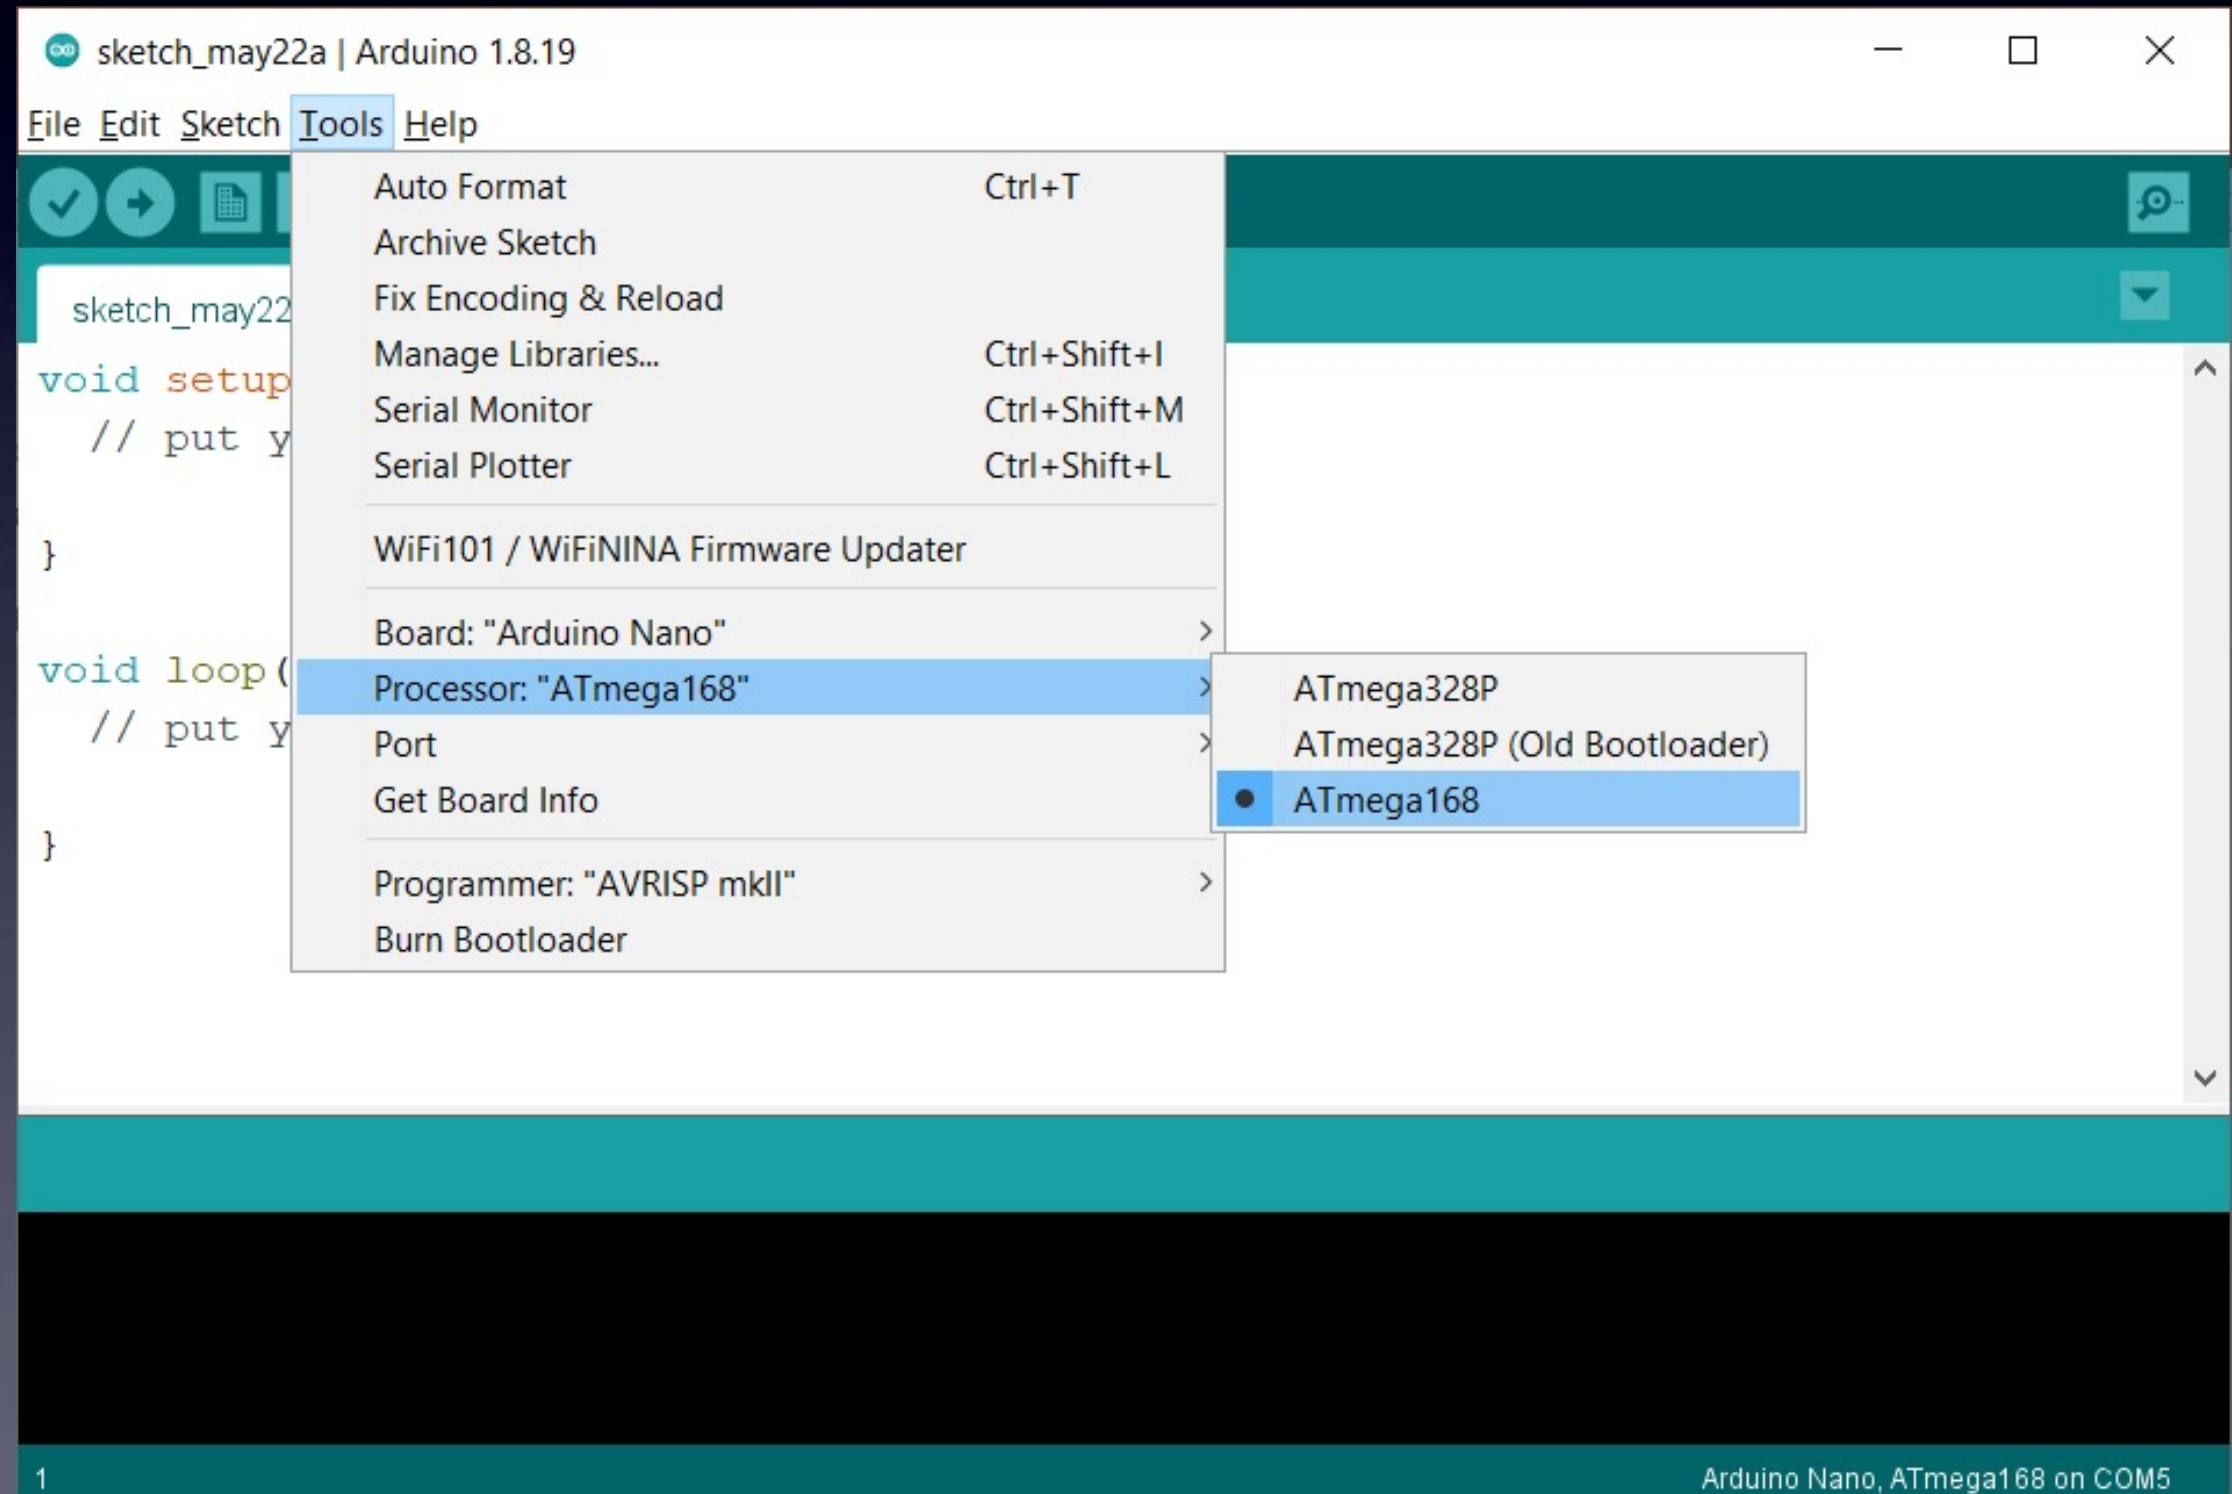 sketch_may22a | Arduino 1.8.19
File Edit Sketch Tools Help
Auto Format Ctrl+T
Archive Sketch
Fix Encoding & Reload
Manage Libraries... Ctrl+Shift+I
Serial Monitor Ctrl+Shift+M
Serial Plotter Ctrl+Shift+L
WiFi101 / WiFiNINA Firmware Updater
Board: "Arduino Nano"
Processor: "ATmega168"
Port
Get Board Info
Programmer: "AVRISP mkII"
Burn Bootloader
ATmega328P
ATmega328P (Old Bootloader)
ATmega168
sketch_may22
void setup
// put y
}
void loop(
// put y
}
1
Arduino Nano, ATmega168 on COM5